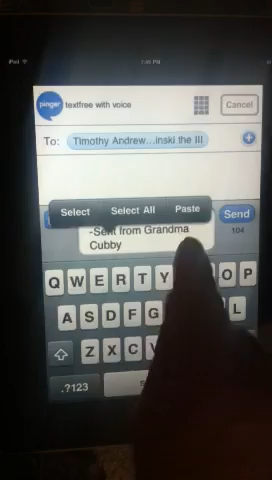 iPod 7:45 PM
pinger textfree with voice Cancel
To: Timothy Andrew...inski the III
Select Select All Paste
Send
-Sent from Grandma
Cubby
104
Q W E R T Y O P
A S D F G L
Z X C V
.?123